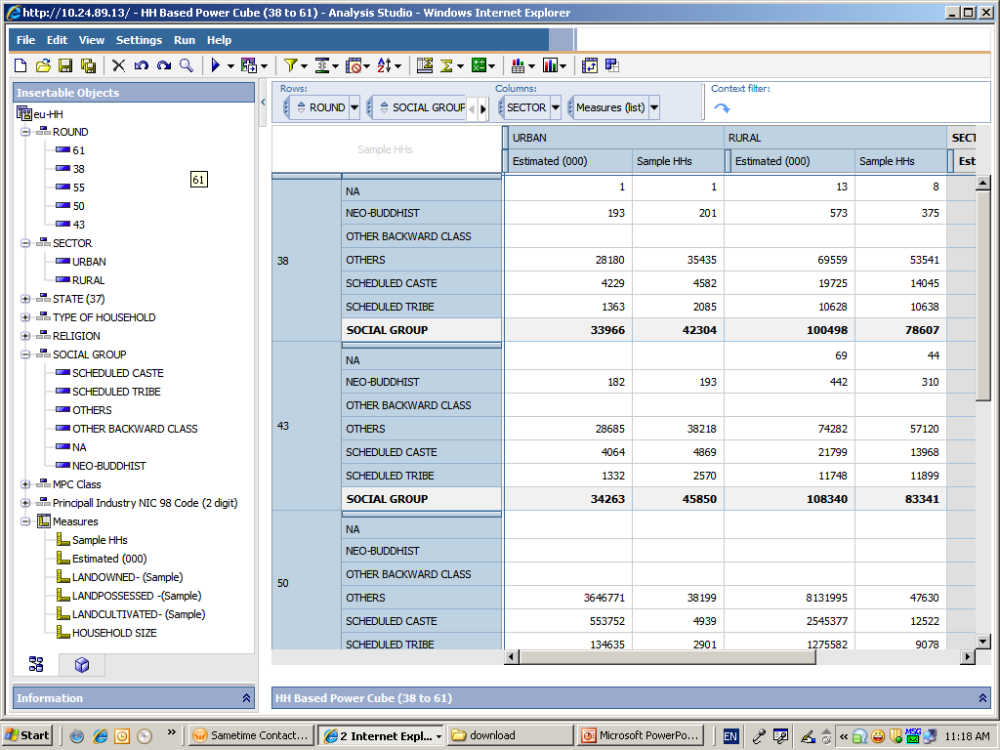 http://10.24.89.13/ - HH Based Power Cube (38 to 61) - Analysis Studio - Windows Internet Explorer
File Edit View Settings Run Help
Insertable Objects
eu-HH
ROUND
61
38
55
50
43
SECTOR
URBAN
RURAL
STATE (37)
TYPE OF HOUSEHOLD
RELIGION
SOCIAL GROUP
SCHEDULED CASTE
SCHEDULED TRIBE
OTHERS
OTHER BACKWARD CLASS
NA
NEO-BUDDHIST
MPC Class
Principall Industry NIC 98 Code (2 digit)
Measures
Sample HHs
Estimated (000)
LANDOWNED- (Sample)
LANDPOSSESSED -(Sample)
LANDCULTIVATED- (Sample)
HOUSEHOLD SIZE
61
Information
Rows: Columns: Context filter:
ROUND SOCIAL GROUP SECTOR Measures (list)
Sample HHs
URBAN RURAL SECT
Estimated (000) Sample HHs Estimated (000) Sample HHs Est
38
NA 1 1 13 8
NEO-BUDDHIST 193 201 573 375
OTHER BACKWARD CLASS
OTHERS 28180 35435 69559 53541
SCHEDULED CASTE 4229 4582 19725 14045
SCHEDULED TRIBE 1363 2085 10628 10638
SOCIAL GROUP 33966 42304 100498 78607
43
NA 69 44
NEO-BUDDHIST 182 193 442 310
OTHER BACKWARD CLASS
OTHERS 28685 38218 74282 57120
SCHEDULED CASTE 4064 4869 21799 13968
SCHEDULED TRIBE 1332 2570 11748 11899
SOCIAL GROUP 34263 45850 108340 83341
50
NA
NEO-BUDDHIST
OTHER BACKWARD CLASS
OTHERS 3646771 38199 8131995 47630
SCHEDULED CASTE 553752 4939 2545377 12522
SCHEDULED TRIBE 134635 2901 1275582 9078
HH Based Power Cube (38 to 61)
Start » Sametime Contact... 2 Internet Expl... download Microsoft PowerPo... EN « MSG 11:18 AM